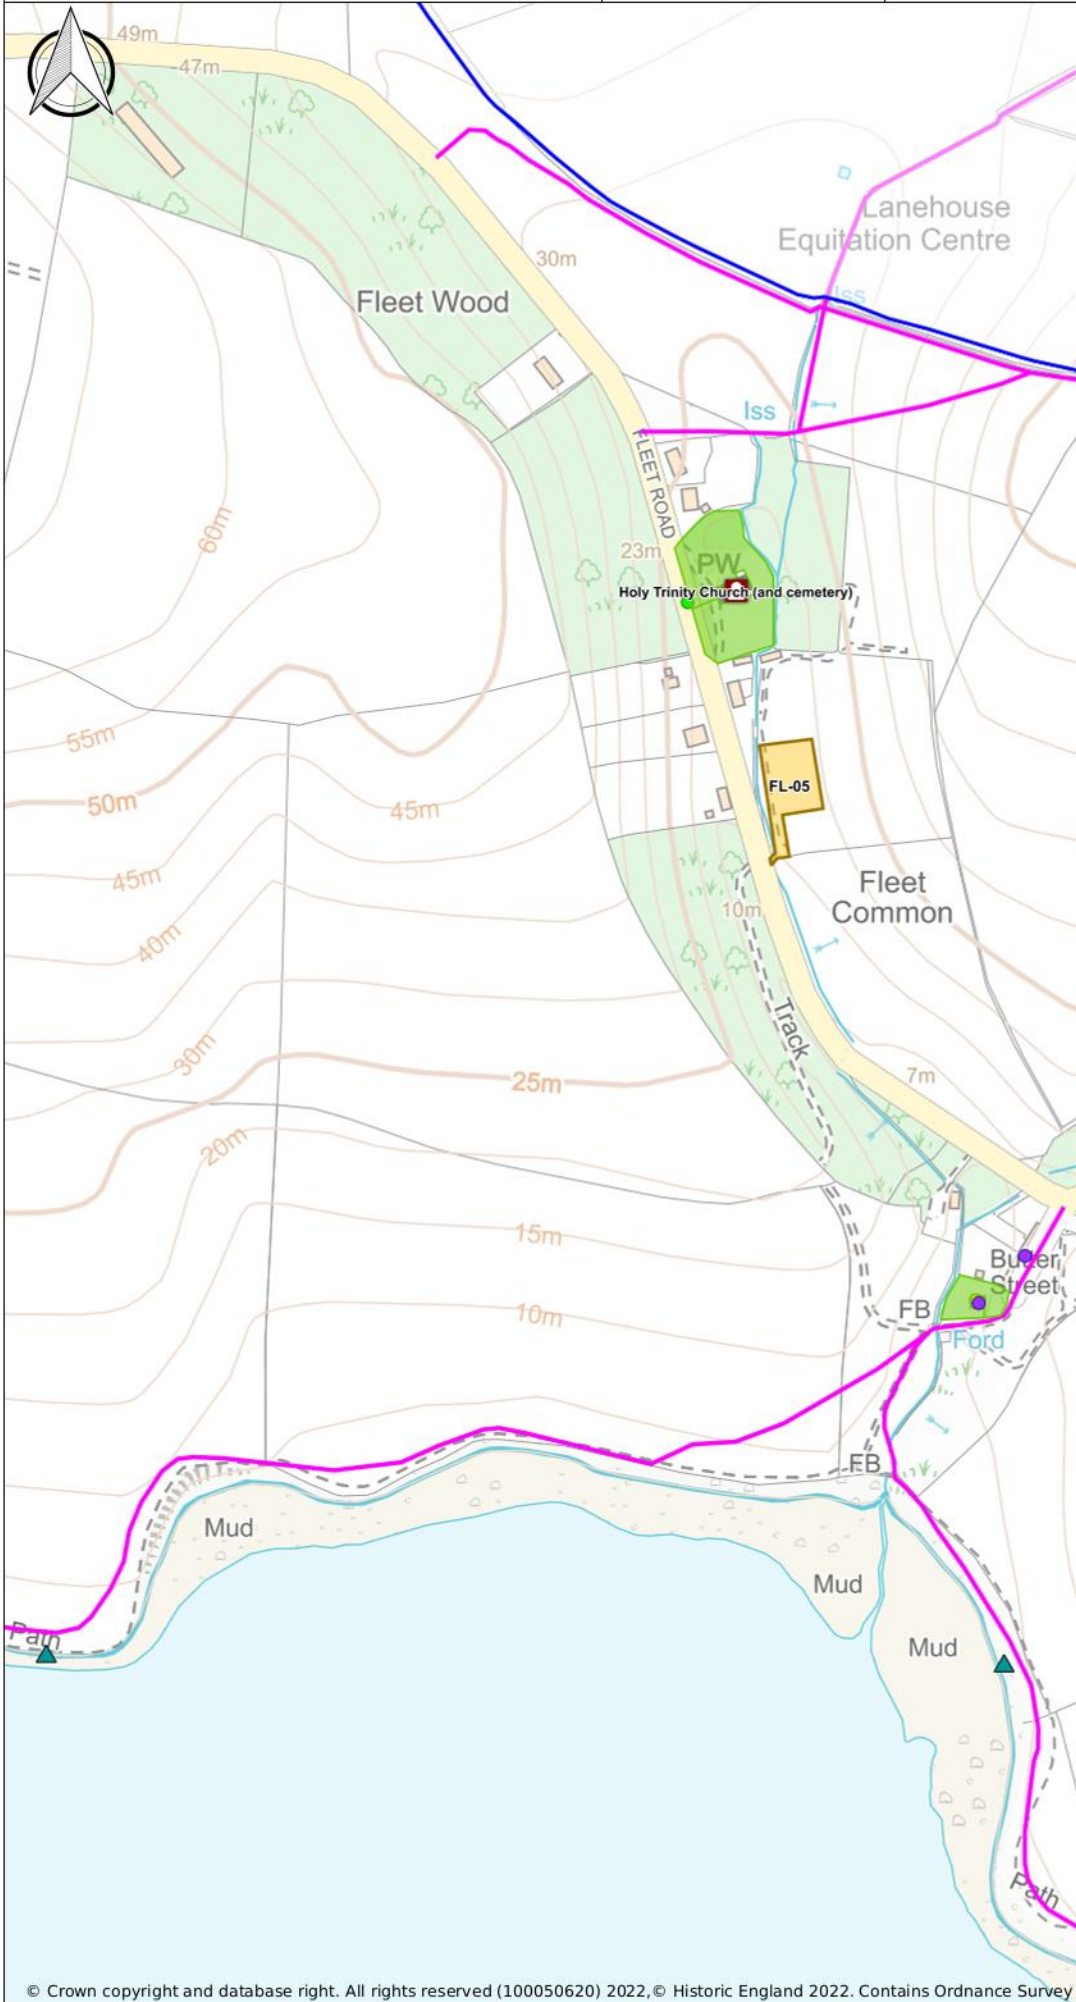 49m
47m
Lanehouse
Equitation Centre
30m
Iss
Fleet Wood
Iss
FLEET ROAD
60m
23m
PW
Holy Trinity Church (and cemetery)
55m
FL-05
50m
45m
45m
Fleet
Common
10m
40m
Track
30m
25m
7m
20m
15m
Butter
Street
10m
FB
Ford
FB
Mud
Mud
Path
Mud
Path
© Crown copyright and database right. All rights reserved (100050620) 2022,© Historic England 2022. Contains Ordnance Survey